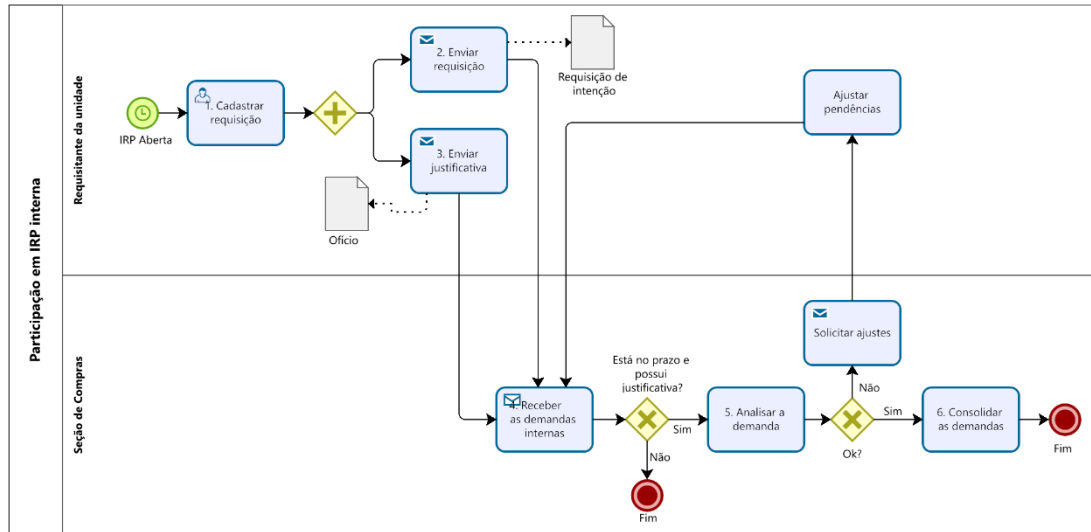 Participação em IRP interna
Requisitante da unidade
IRP Aberta
1. Cadastrar
requisição
2. Enviar
requisição
Requisição de
intenção
3. Enviar
justificativa
Ofício
Ajustar
pendências
Seção de Compras
4. Receber
as demandas
internas
Está no prazo e
possui
justificativa?
Sim
Não
Fim
5. Analisar a
demanda
Solicitar ajustes
Não
Sim
Ok?
6. Consolidar
as demandas
Fim